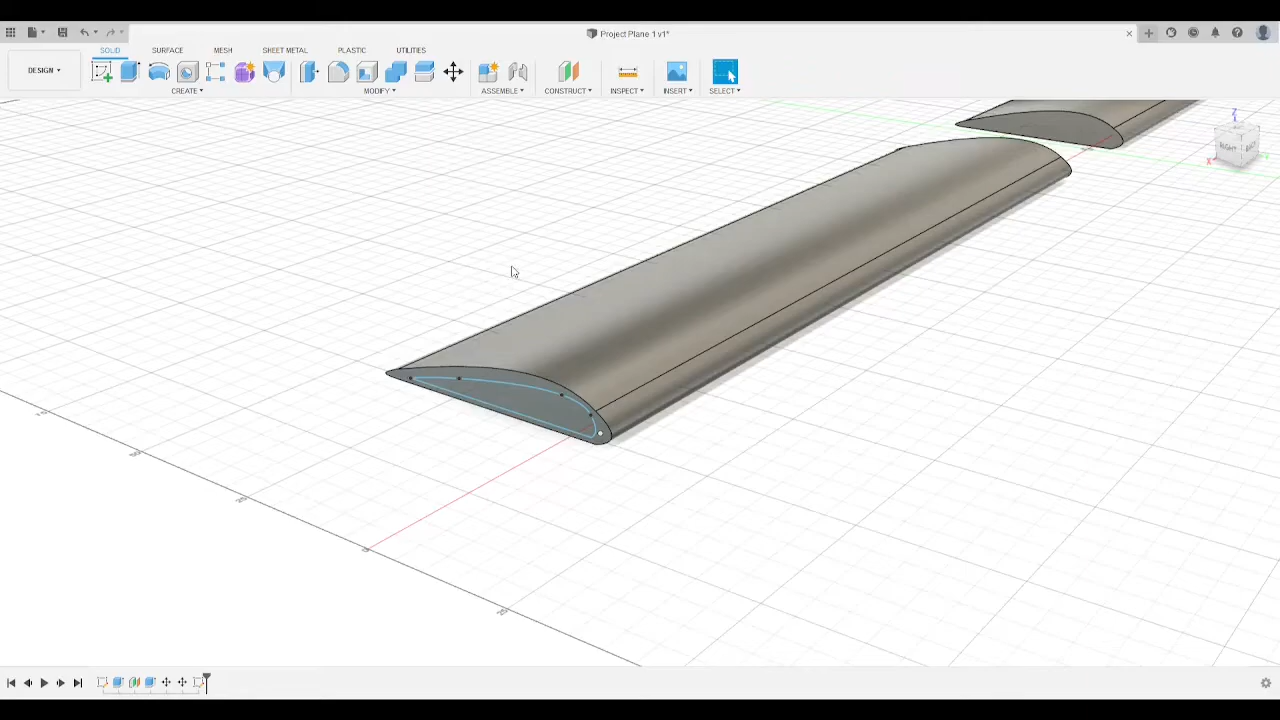 Project Plane 1 v1*
SOLID SURFACE MESH SHEET METAL PLASTIC UTILITIES
DESIGN
CREATE MODIFY ASSEMBLE CONSTRUCT INSPECT INSERT SELECT
Z
RIGHT
X